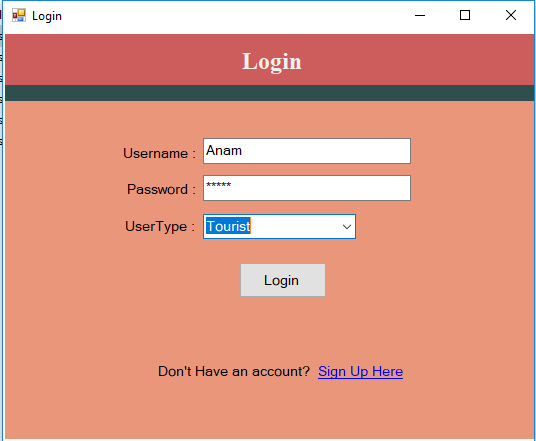 Login
Login
Username : Anam
Password : *****
UserType : Tourist
Login
Don't Have an account? Sign Up Here